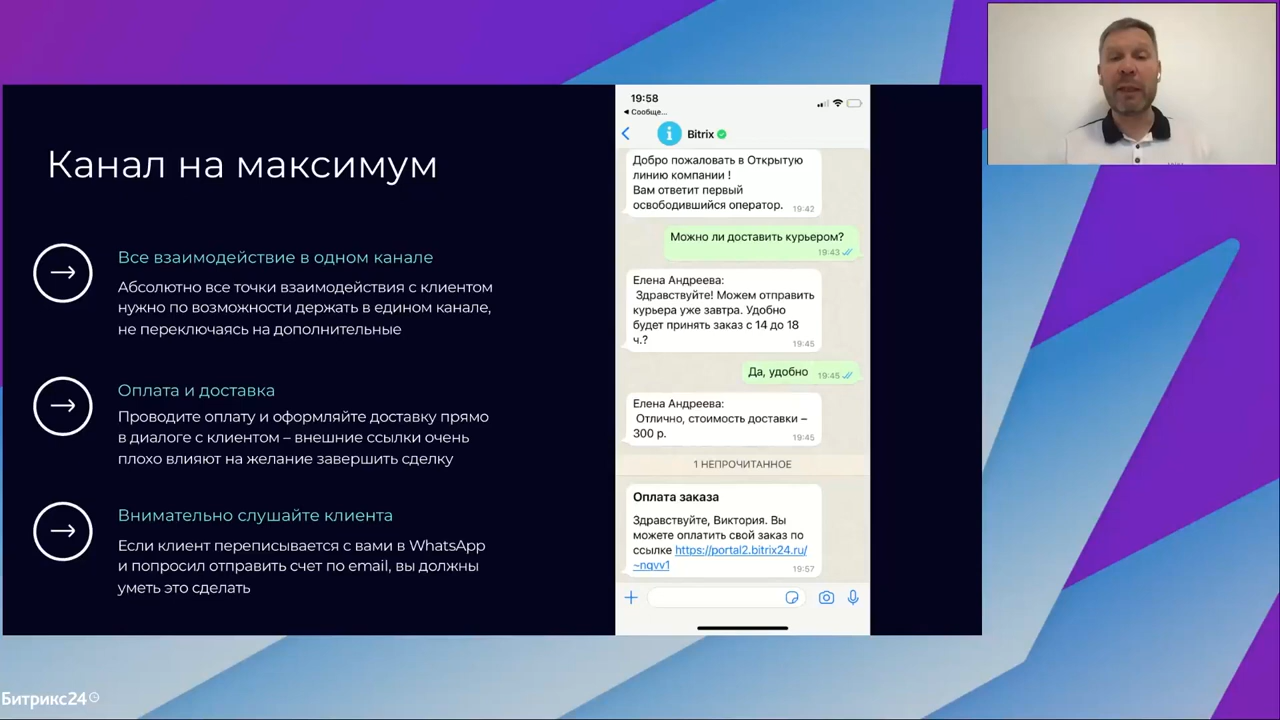 Канал на максимум
Все взаимодействие в одном канале
Абсолютно все точки взаимодействия с клиентом
нужно по возможности держать в едином канале,
не переключаясь на дополнительные
Оплата и доставка
Проводите оплату и оформляйте доставку прямо
в диалоге с клиентом – внешние ссылки очень
плохо влияют на желание завершить сделку
Внимательно слушайте клиента
Если клиент переписывается с вами в WhatsApp
и попросил отправить счет по email, вы должны
уметь это сделать
19:58
Сообще...
Bitrix
Добро пожаловать в Открытую
линию компании !
Вам ответит первый
освободившийся оператор. 19:42
Можно ли доставить курьером?
19:43
Елена Андреева:
Здравствуйте! Можем отправить
курьера уже завтра. Удобно
будет принять заказ с 14 до 18
ч.? 19:45
Да, удобно 19:45
Елена Андреева:
Отлично, стоимость доставки –
300 р. 19:45
1 НЕПРОЧИТАННОЕ
Оплата заказа
Здравствуйте, Виктория. Вы
можете оплатить свой заказ по
ссылке https://portal2.bitrix24.ru/
~nqvv1 19:57
Битрикс24